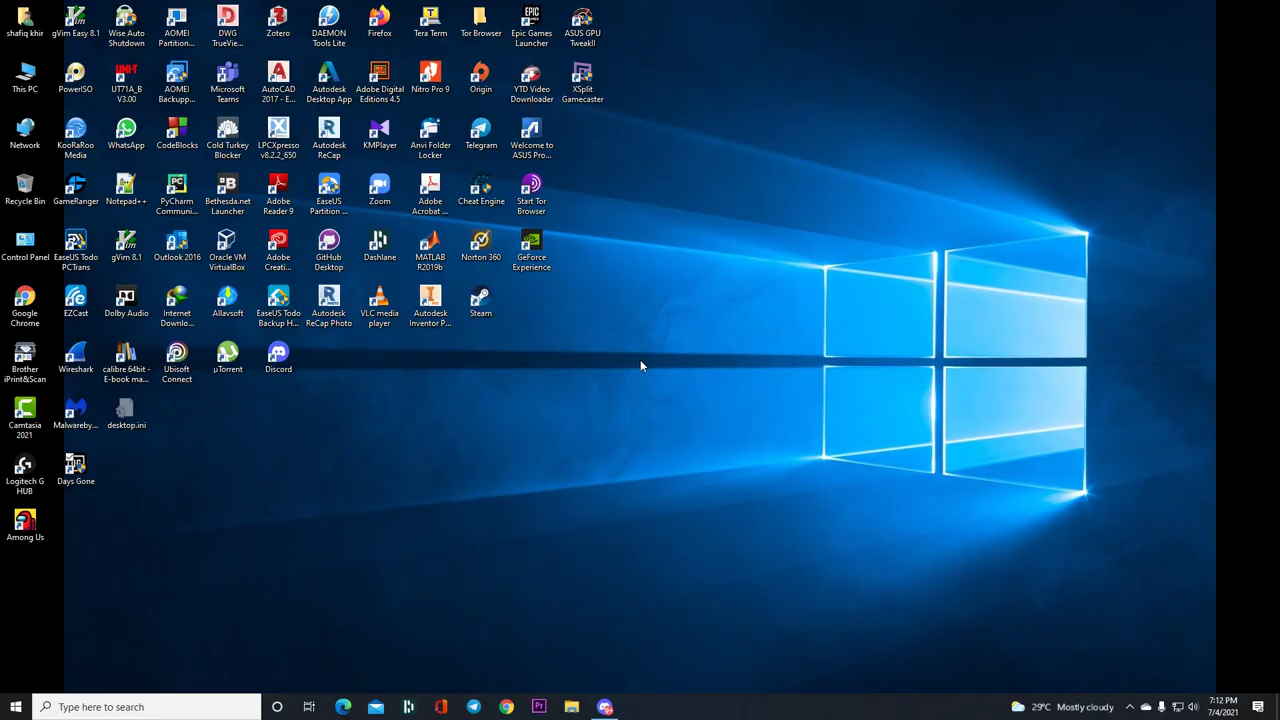 shafiq khir
gVim Easy 8.1
Wise Auto
Shutdown
AOMEI
Partition...
DWG
TrueVie...
Zotero
DAEMON
Tools Lite
Firefox
Tera Term
Tor Browser
Epic Games
Launcher
ASUS GPU
TweakII
This PC
PowerISO
UT71A_B
V3.00
AOMEI
Backupp...
Microsoft
Teams
AutoCAD
2017 - E...
Autodesk
Desktop App
Adobe Digital
Editions 4.5
Nitro Pro 9
Origin
YTD Video
Downloader
XSplit
Gamecaster
Network
KooRaRoo
Media
WhatsApp
CodeBlocks
Cold Turkey
Blocker
LPCXpresso
v8.2.2_650
Autodesk
ReCap
KMPlayer
Anvi Folder
Locker
Telegram
Welcome to
ASUS Pro...
Recycle Bin
GameRanger
Notepad++
PyCharm
Communi...
Bethesda.net
Launcher
Adobe
Reader 9
EaseUS
Partition ...
Zoom
Adobe
Acrobat ...
Cheat Engine
Start Tor
Browser
Control Panel
EaseUS Todo
PCTrans
gVim 8.1
Outlook 2016
Oracle VM
VirtualBox
Adobe
Creati...
GitHub
Desktop
Dashlane
MATLAB
R2019b
Norton 360
GeForce
Experience
Google
Chrome
EZCast
Dolby Audio
Internet
Downlo...
Allavsoft
EaseUS Todo
Backup H...
Autodesk
ReCap Photo
VLC media
player
Autodesk
Inventor P...
Steam
Brother
iPrint&Scan
Wireshark
calibre 64bit -
E-book ma...
Ubisoft
Connect
µTorrent
Discord
Camtasia
2021
Malwareby...
desktop.ini
Logitech G
HUB
Days Gone
Among Us
Type here to search
29°C Mostly cloudy
7:12 PM
7/4/2021